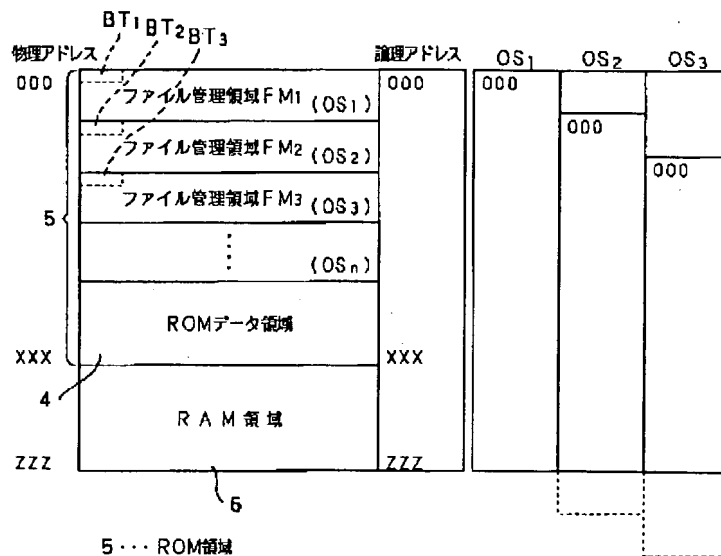 BT1 BT2 BT3
物理アドレス
論理アドレス
OS1 OS2 OS3
000
ファイル管理領域FM1 (OS1)
000
000
ファイル管理領域FM2 (OS2)
000
ファイル管理領域FM3 (OS3)
000
5
(OSn)
ROMデータ領域
XXX
XXX
4
RAM領域
ZZZ
ZZZ
6
5・・・ROM領域